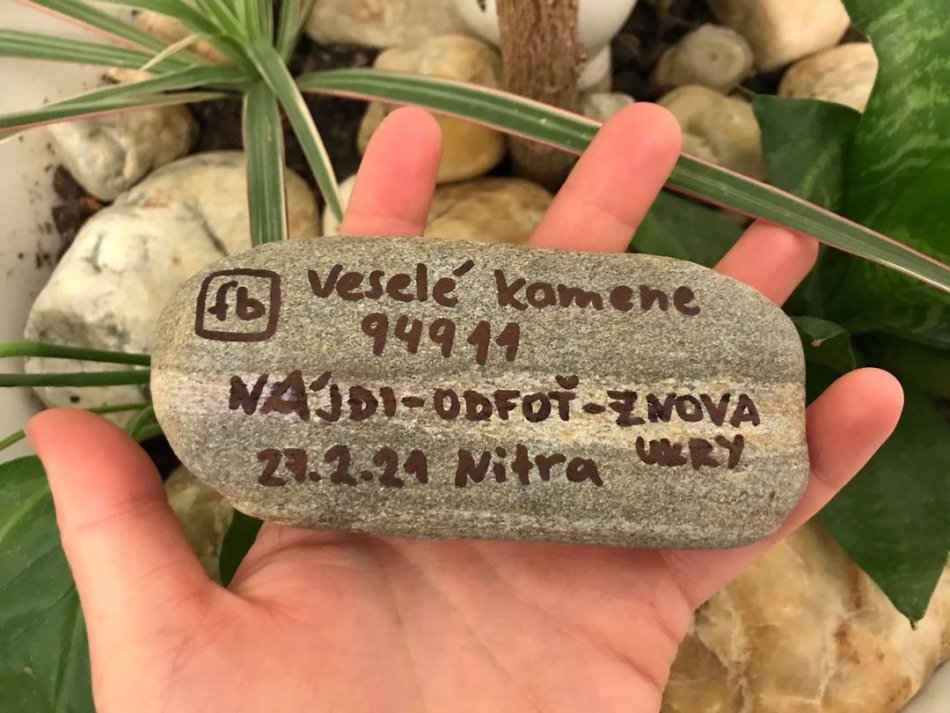 fb Veselé kamene
94911
NÁJDI-ODFOŤ-ZNOVA
UKRY
27.2.21 Nitra